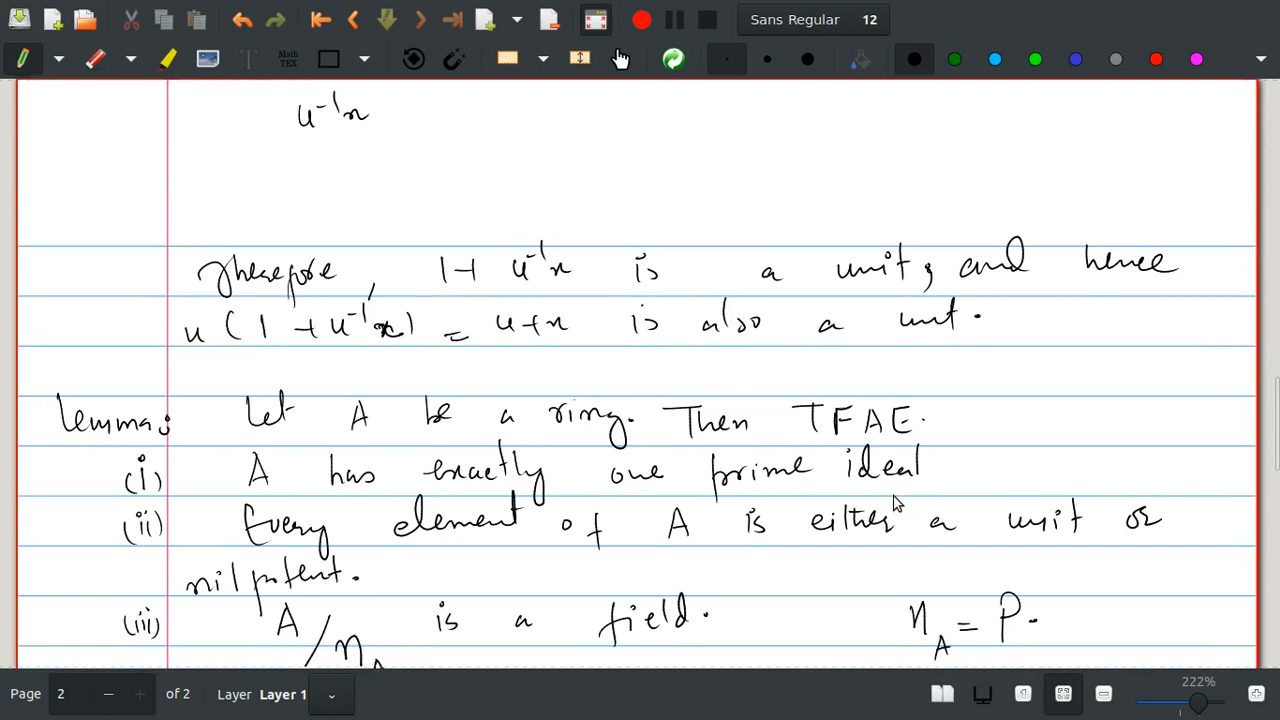 Sans Regular 12
Math TEX
u⁻¹x
Therefore, 1+ u⁻¹x is a unit, and hence
u ( 1 + u⁻¹x ) = u+x is also a unit.
Lemma: Let A be a ring. Then TFAE.
(i) A has exactly one prime ideal
(ii) Every element of A is either a unit or
nilpotent.
(iii) A/n_A is a field. n_A = P.
Page 2 of 2 Layer Layer 1 222%